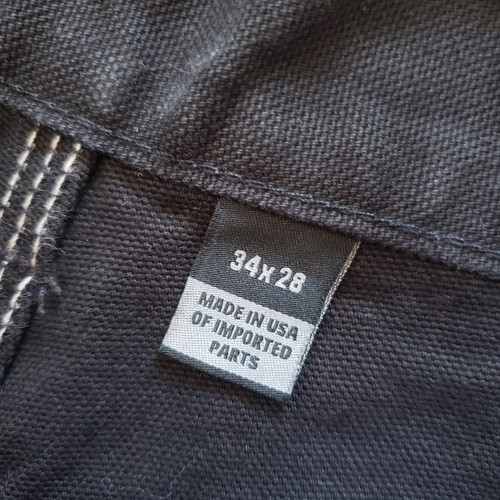 34x28
MADE IN USA
OF IMPORTED
PARTS